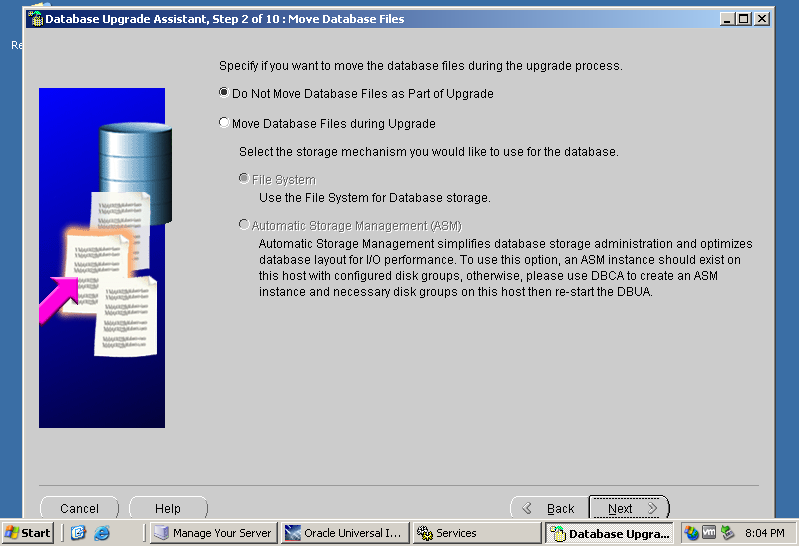 Database Upgrade Assistant, Step 2 of 10 : Move Database Files
Re
Specify if you want to move the database files during the upgrade process.
Do Not Move Database Files as Part of Upgrade
Move Database Files during Upgrade
Select the storage mechanism you would like to use for the database.
File System
Use the File System for Database storage.
Automatic Storage Management (ASM)
Automatic Storage Management simplifies database storage administration and optimizes
database layout for I/O performance. To use this option, an ASM instance should exist on
this host with configured disk groups, otherwise, please use DBCA to create an ASM
instance and necessary disk groups on this host then re-start the DBUA.
Cancel Help Back Next
Start Manage Your Server Oracle Universal I... Services Database Upgra... vm 8:04 PM